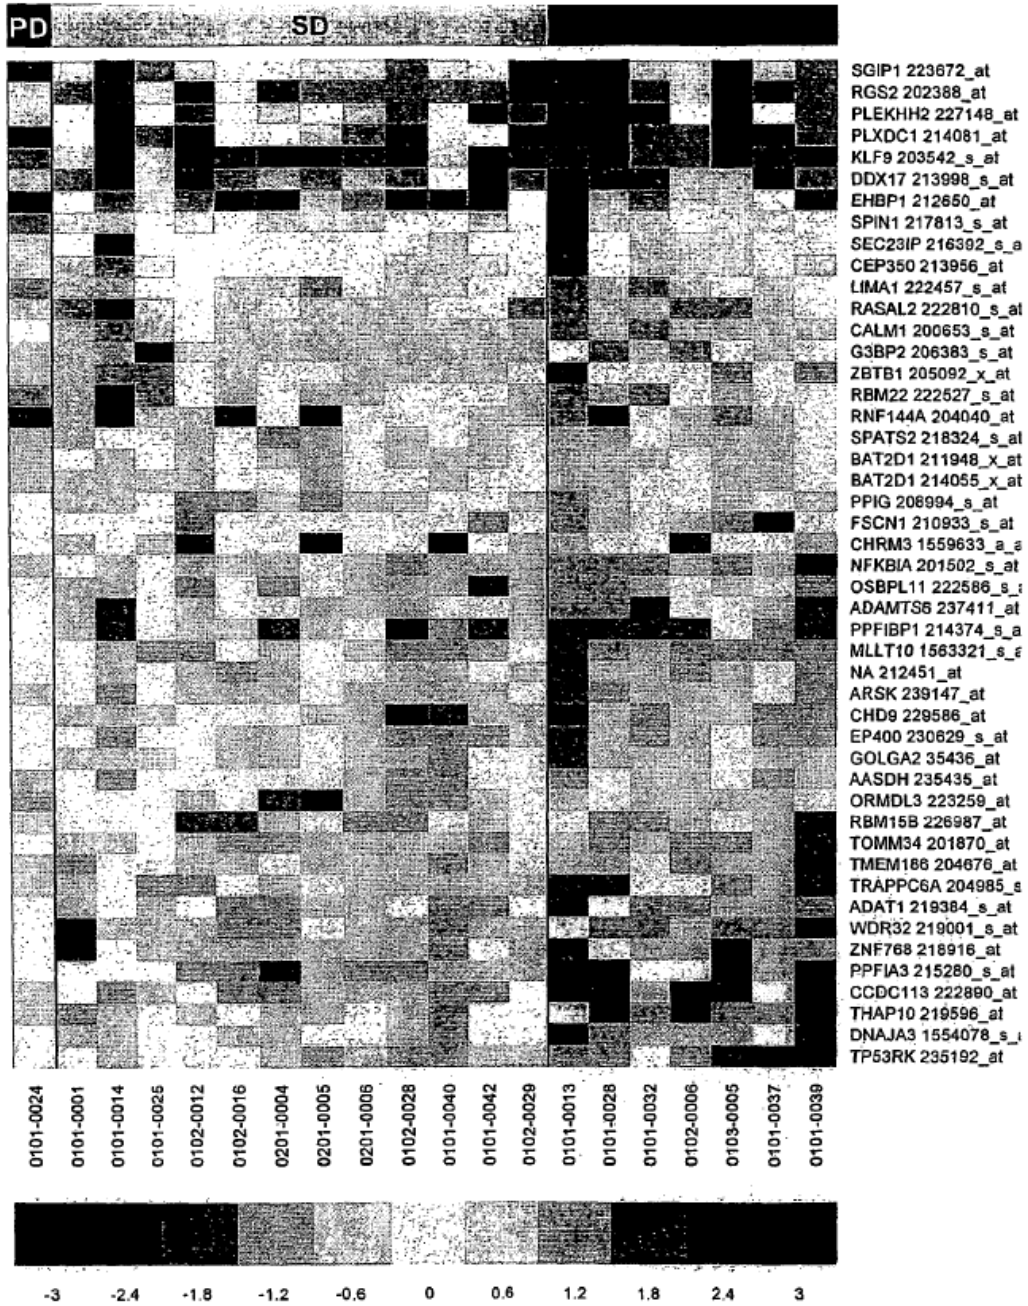 PD SD
SGIP1 223672_at
RGS2 202388_at
PLEKHH2 227148_at
PLXDC1 214081_at
KLF9 203542_s_at
DDX17 213998_s_at
EHBP1 212650_at
SPIN1 217813_s_at
SEC23IP 216392_s_a
CEP350 213956_at
LIMA1 222457_s_at
RASAL2 222810_s_at
CALM1 200653_s_at
G3BP2 206383_s_at
ZBTB1 205092_x_at
RBM22 222527_s_at
RNF144A 204040_at
SPATS2 218324_s_at
BAT2D1 211948_x_at
BAT2D1 214055_x_at
PPIG 208994_s_at
FSCN1 210933_s_at
CHRM3 1559633_a_a
NFKBIA 201502_s_at
OSBPL11 222586_s_a
ADAMTS6 237411_at
PPFIBP1 214374_s_a
MLLT10 1563321_s_a
NA 212451_at
ARSK 239147_at
CHD9 229586_at
EP400 230629_s_at
GOLGA2 35436_at
AASDH 235435_at
ORMDL3 223259_at
RBM15B 226987_at
TOMM34 201870_at
TMEM186 204676_at
TRAPPC6A 204985_s
ADAT1 219384_s_at
WDR32 219001_s_at
ZNF768 218916_at
PPFIA3 215280_s_at
CCDC113 222890_at
THAP10 219596_at
DNAJA3 1554078_s_a
TP53RK 235192_at
0101-0024 0101-0001 0101-0014 0101-0025 0102-0012 0102-0016 0201-0004 0201-0005 0201-0006 0102-0028 0101-0040 0101-0042 0102-0029 0101-0013 0101-0028 0101-0032 0102-0006 0103-0005 0101-0037 0101-0039
-3 -2.4 -1.8 -1.2 -0.6 0 0.6 1.2 1.8 2.4 3